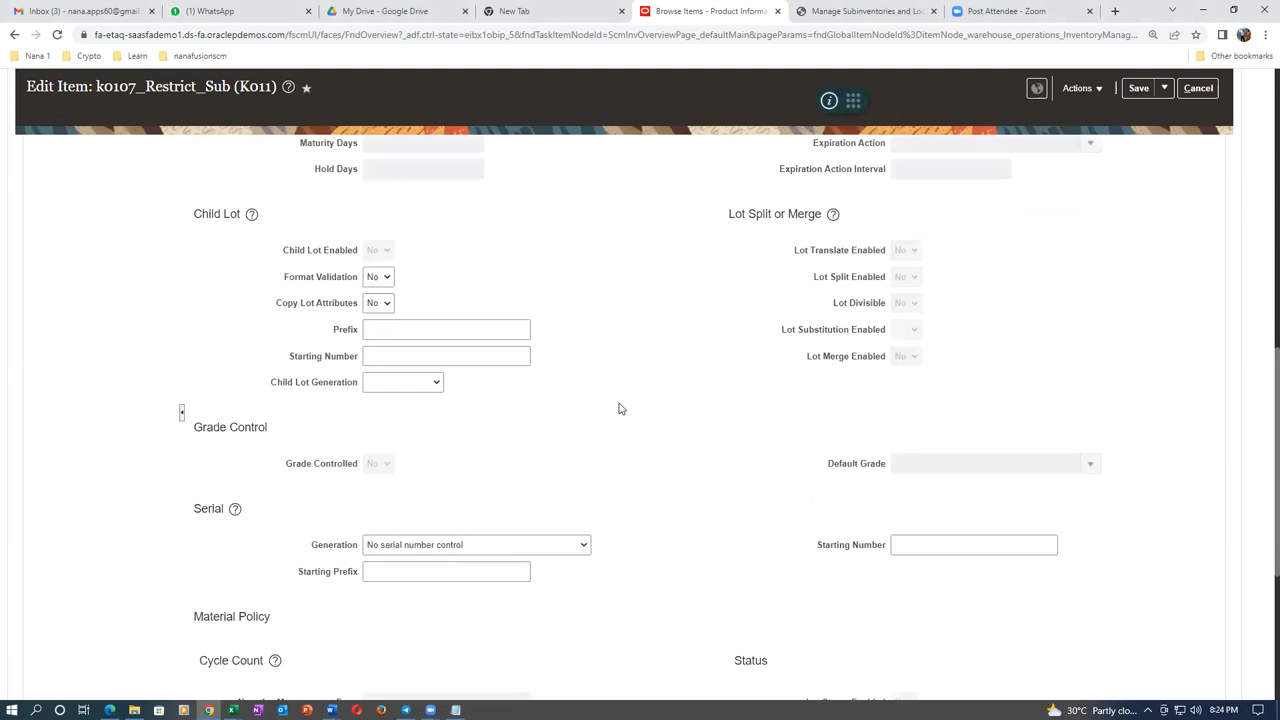 Inbox (3) - nana.apps60@gmail.
(1) WhatsApp
My Drive - Google Drive
New Tab
Browse Items - Product Informa
Manage Subinventories and Loc
Post Attendee - Zoom
fa-etaq-saasfademo1.ds-fa.oraclepdemos.com/fscmUI/faces/FndOverview?_adf.ctrl-state=eibx1obip_5&fndTaskItemNodeId=ScmInvOverviewPage_defaultMain&pageParams=fndGlobalItemNodeId%3DitemNode_warehouse_operations_InventoryManag...
Nana 1
Crypto
Learn
nanafusionscm
Other bookmarks
Edit Item: k0107_Restrict_Sub (K011)
Actions
Save
Cancel
Maturity Days
Expiration Action
Hold Days
Expiration Action Interval
Child Lot
Lot Split or Merge
Child Lot Enabled No
Lot Translate Enabled No
Format Validation No
Lot Split Enabled No
Copy Lot Attributes No
Lot Divisible No
Prefix
Lot Substitution Enabled
Starting Number
Lot Merge Enabled No
Child Lot Generation
Grade Control
Grade Controlled No
Default Grade
Serial
Generation No serial number control
Starting Number
Starting Prefix
Material Policy
Cycle Count
Status
30°C Partly clo...
8:24 PM